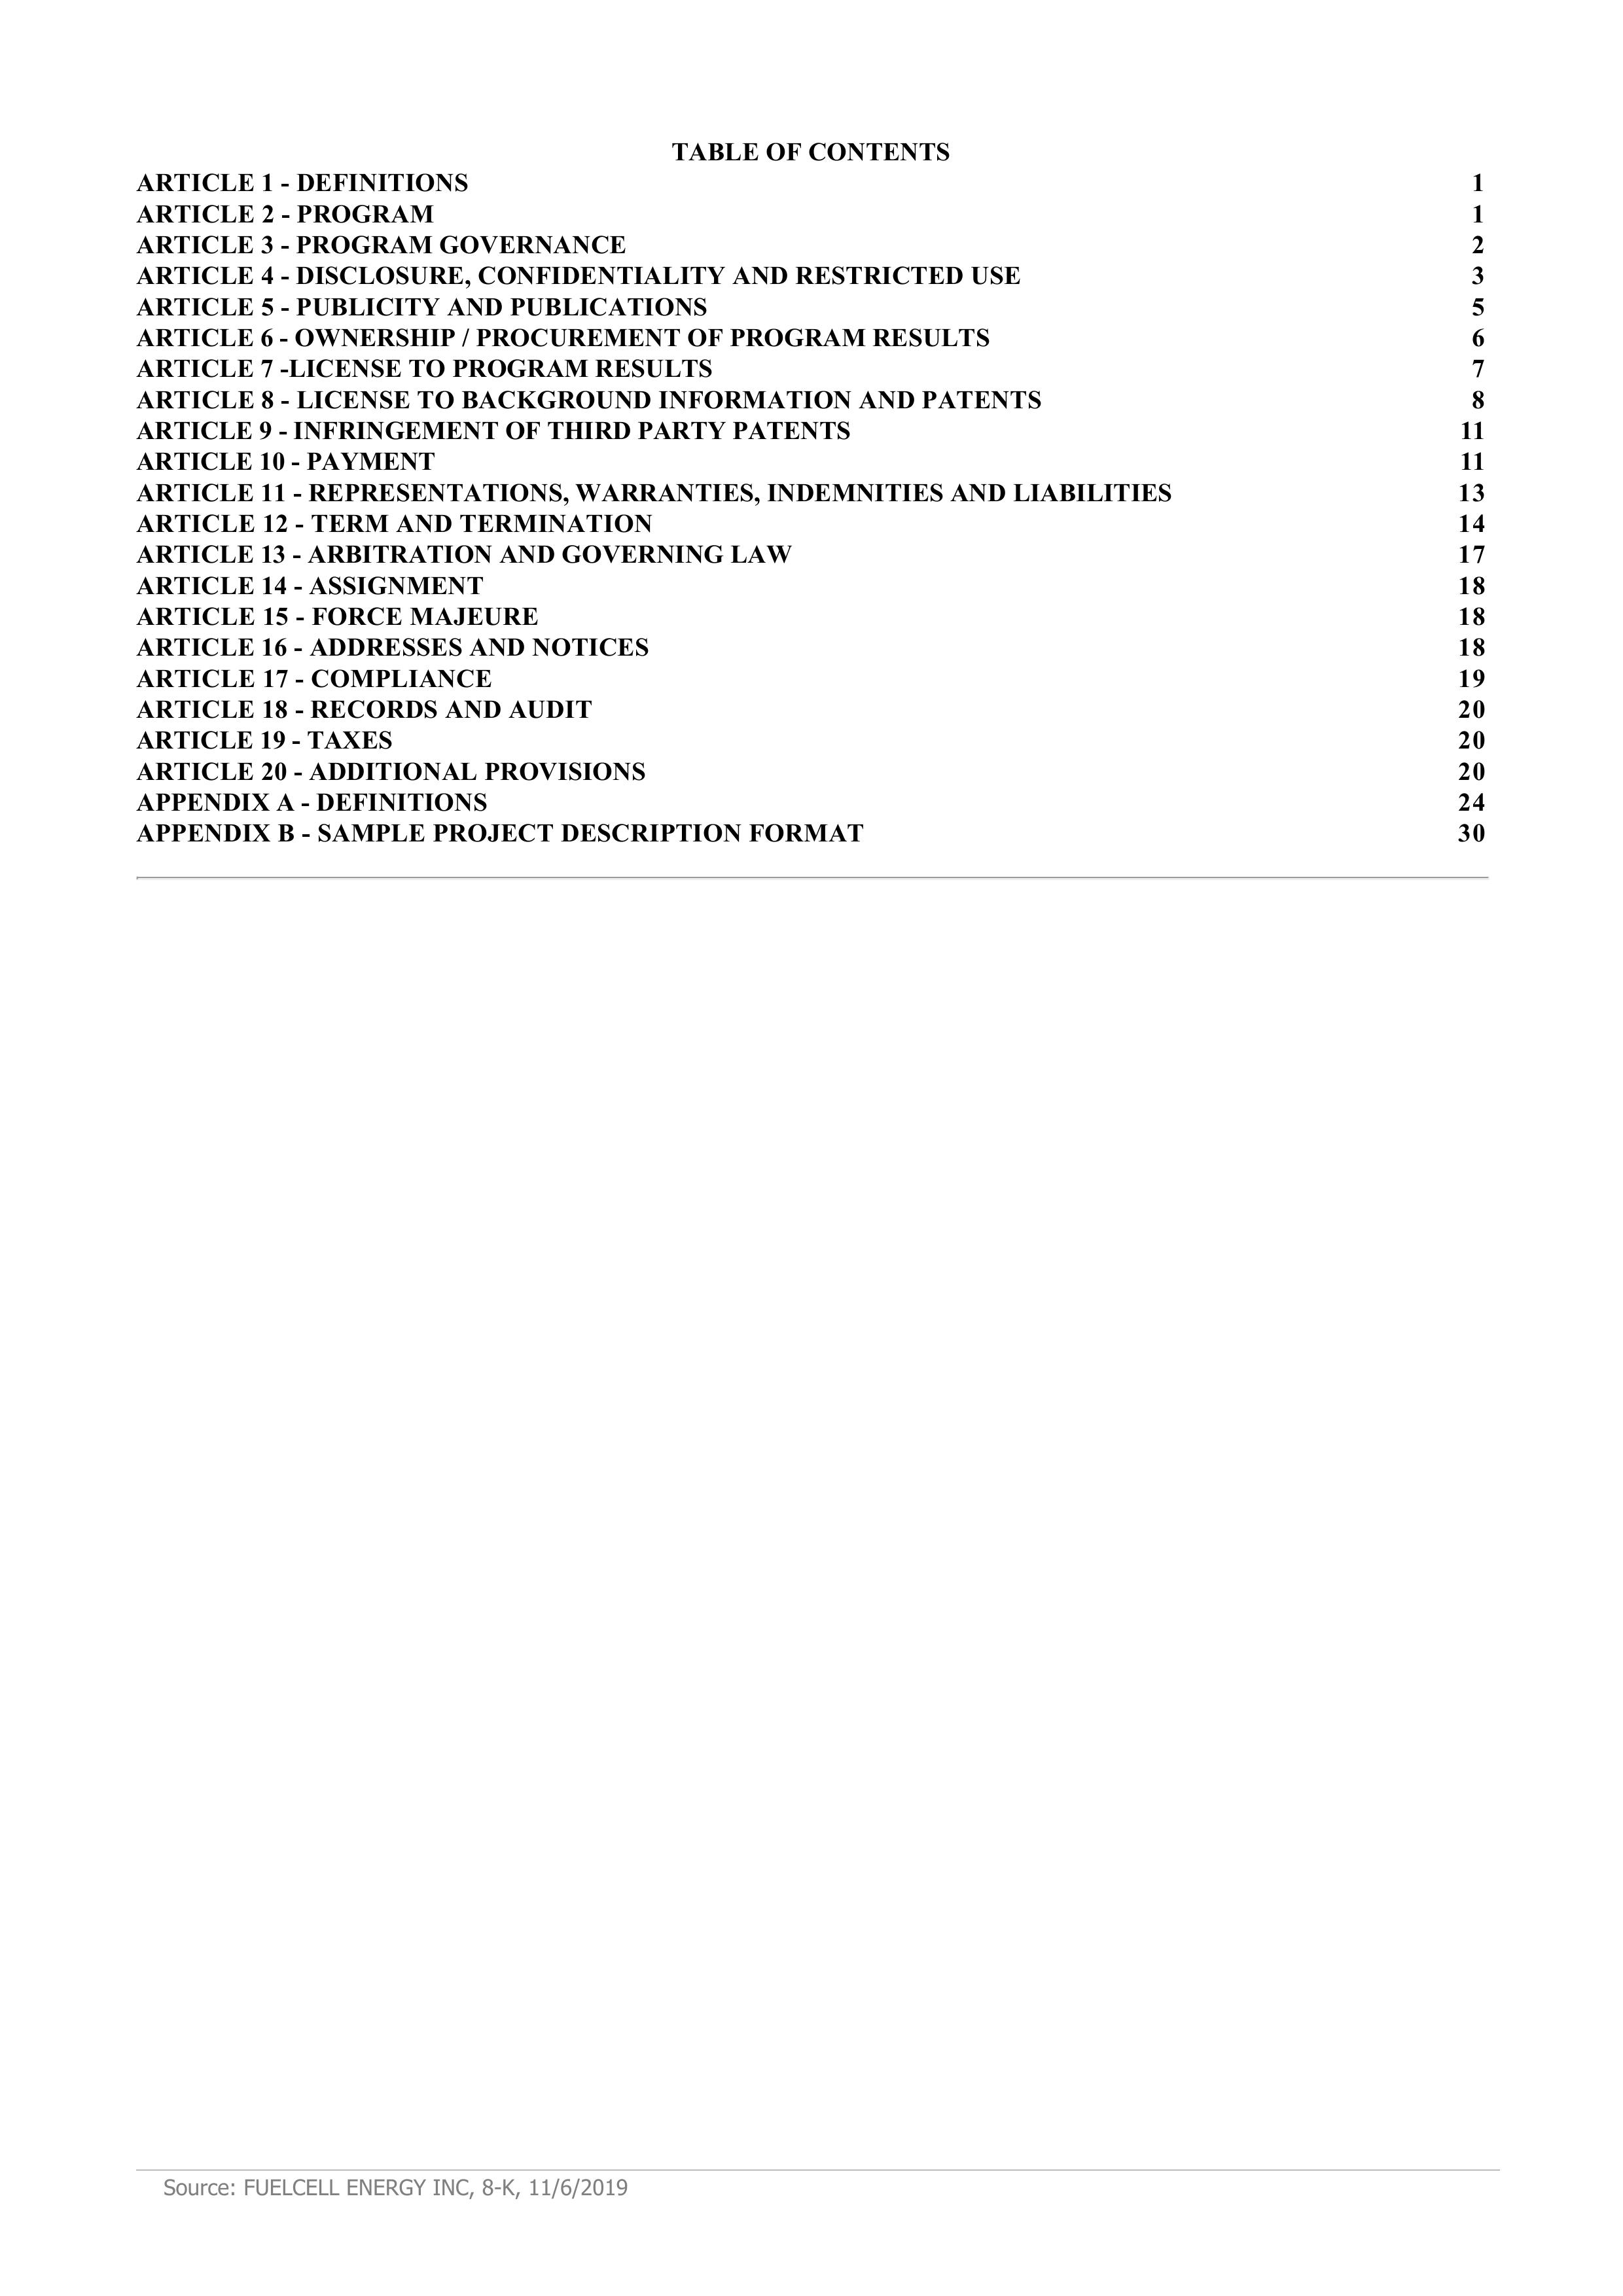 TABLE OF CONTENTS
ARTICLE 1 - DEFINITIONS 1
ARTICLE 2 - PROGRAM 1
ARTICLE 3 - PROGRAM GOVERNANCE 2
ARTICLE 4 - DISCLOSURE, CONFIDENTIALITY AND RESTRICTED USE 3
ARTICLE 5 - PUBLICITY AND PUBLICATIONS 5
ARTICLE 6 - OWNERSHIP / PROCUREMENT OF PROGRAM RESULTS 6
ARTICLE 7 -LICENSE TO PROGRAM RESULTS 7
ARTICLE 8 - LICENSE TO BACKGROUND INFORMATION AND PATENTS 8
ARTICLE 9 - INFRINGEMENT OF THIRD PARTY PATENTS 11
ARTICLE 10 - PAYMENT 11
ARTICLE 11 - REPRESENTATIONS, WARRANTIES, INDEMNITIES AND LIABILITIES 13
ARTICLE 12 - TERM AND TERMINATION 14
ARTICLE 13 - ARBITRATION AND GOVERNING LAW 17
ARTICLE 14 - ASSIGNMENT 18
ARTICLE 15 - FORCE MAJEURE 18
ARTICLE 16 - ADDRESSES AND NOTICES 18
ARTICLE 17 - COMPLIANCE 19
ARTICLE 18 - RECORDS AND AUDIT 20
ARTICLE 19 - TAXES 20
ARTICLE 20 - ADDITIONAL PROVISIONS 20
APPENDIX A - DEFINITIONS 24
APPENDIX B - SAMPLE PROJECT DESCRIPTION FORMAT 30
Source: FUELCELL ENERGY INC, 8-K, 11/6/2019